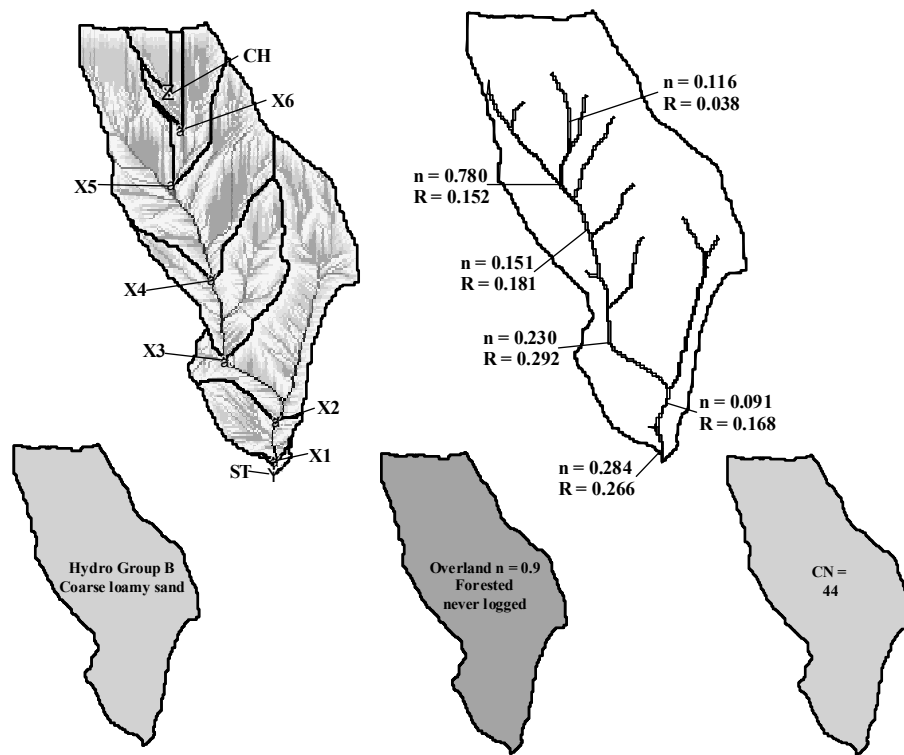 CH
X6
X5
X4
X3
X2
X1
ST
n = 0.116
R = 0.038
n = 0.780
R = 0.152
n = 0.151
R = 0.181
n = 0.230
R = 0.292
n = 0.091
R = 0.168
n = 0.284
R = 0.266
Hydro Group B
Coarse loamy sand
Overland n = 0.9
Forested
never logged
CN =
44